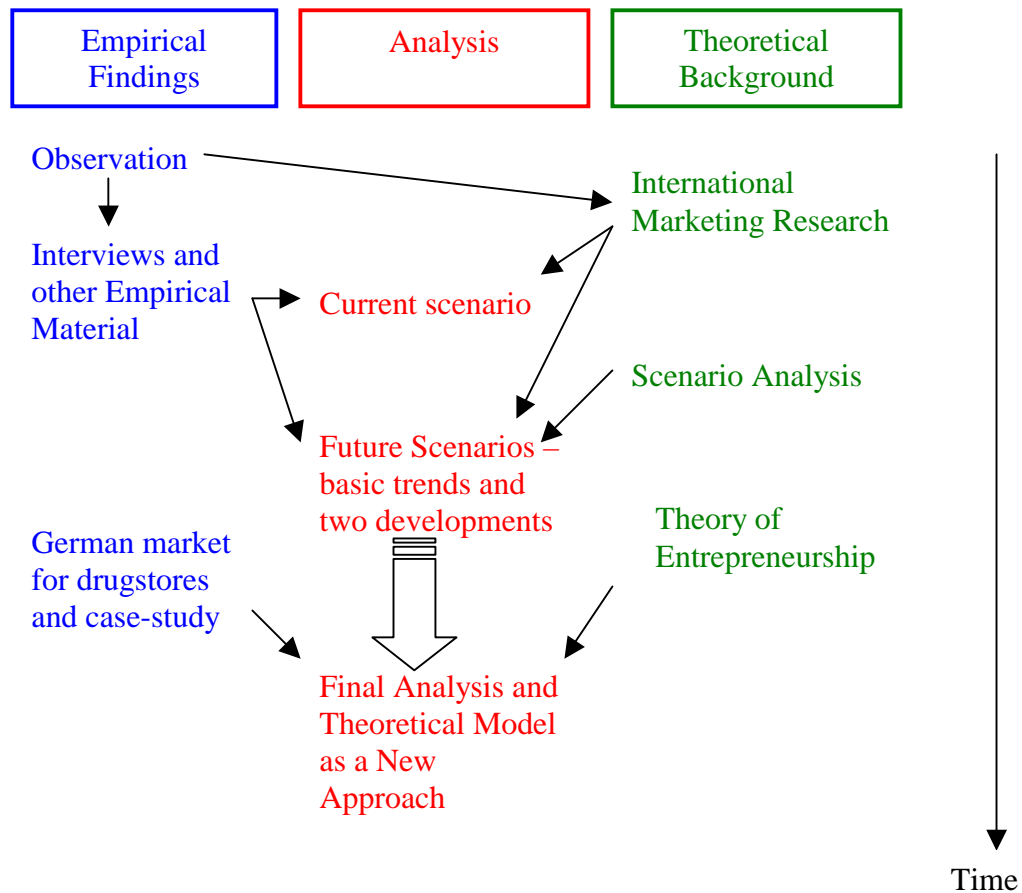 Empirical
Findings
Analysis
Theoretical
Background
Observation
International
Marketing Research
Interviews and
other Empirical
Material
Current scenario
Scenario Analysis
Future Scenarios –
basic trends and
two developments
Theory of
Entrepreneurship
German market
for drugstores
and case-study
Final Analysis and
Theoretical Model
as a New
Approach
Time